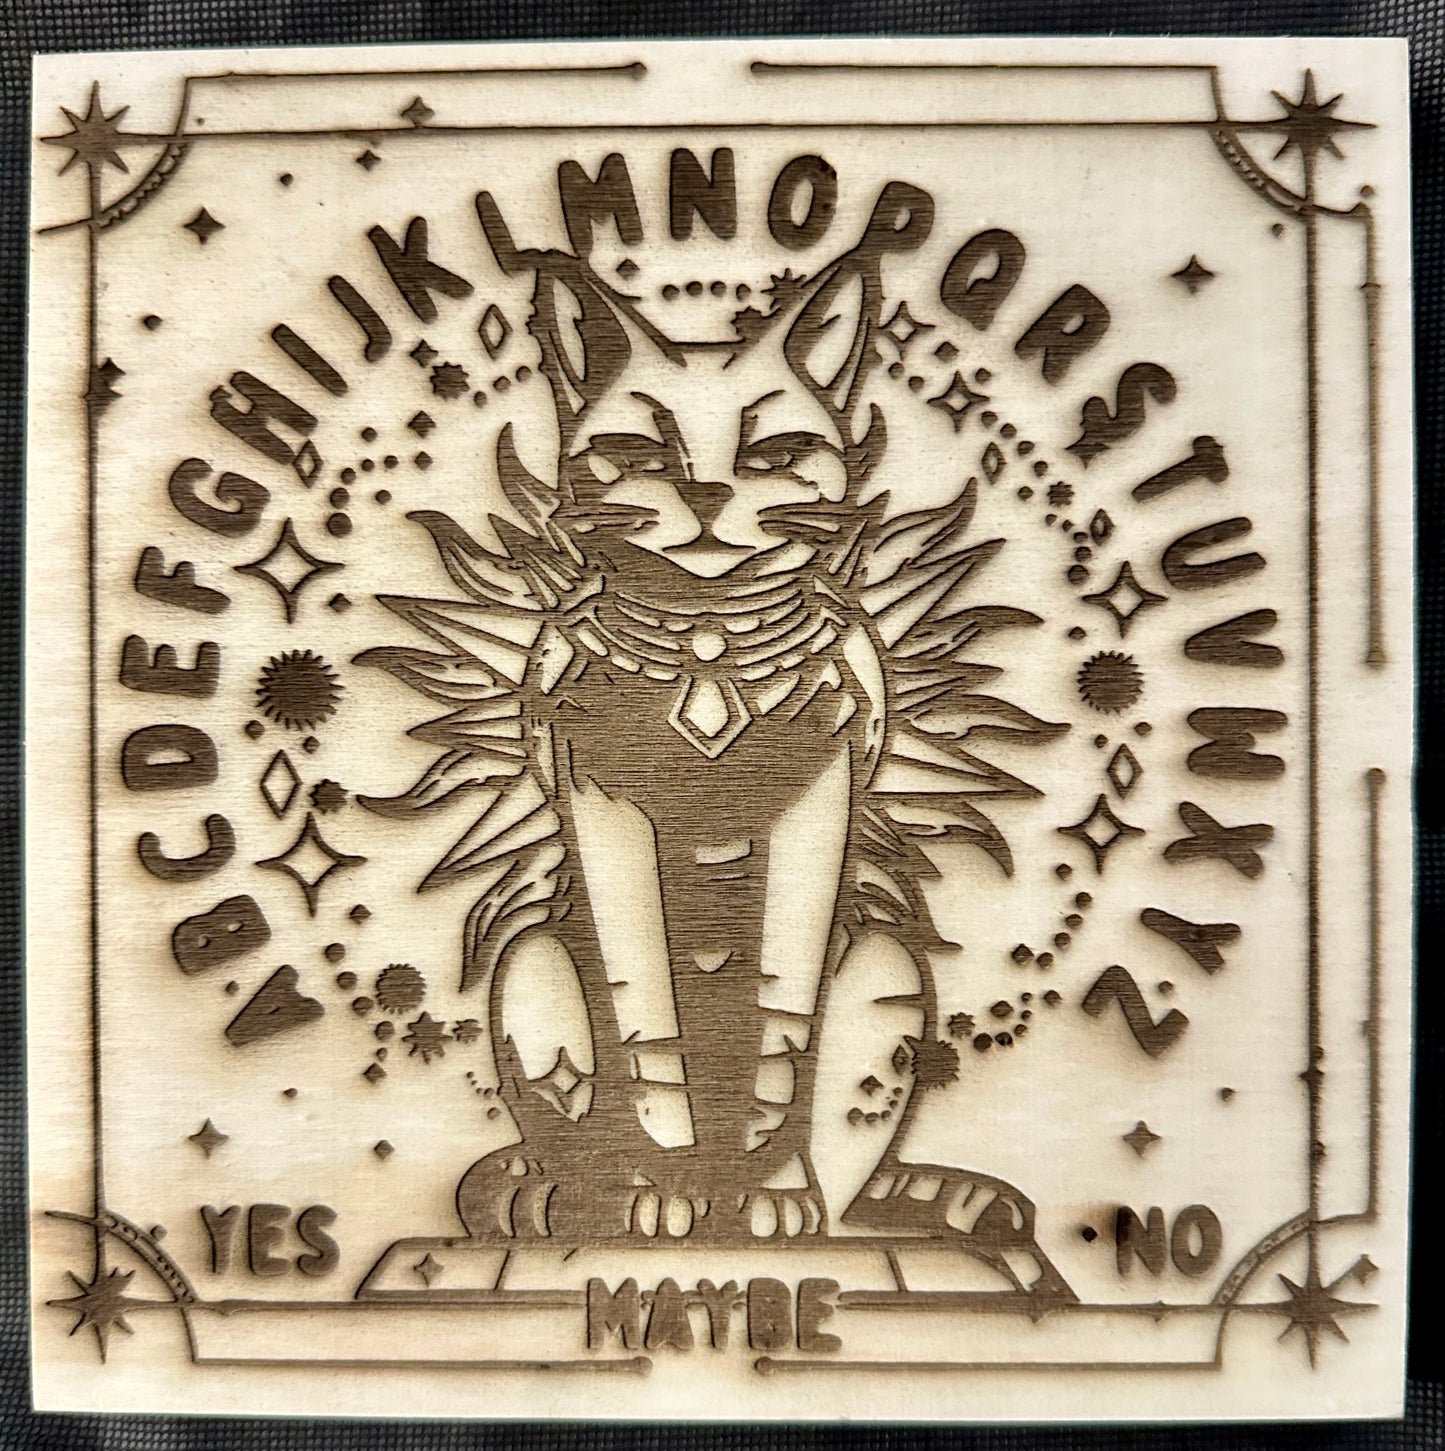 ABCDEFGHIJKLMNOPQRSTUVWXYZ
YES
NO
MAYBE